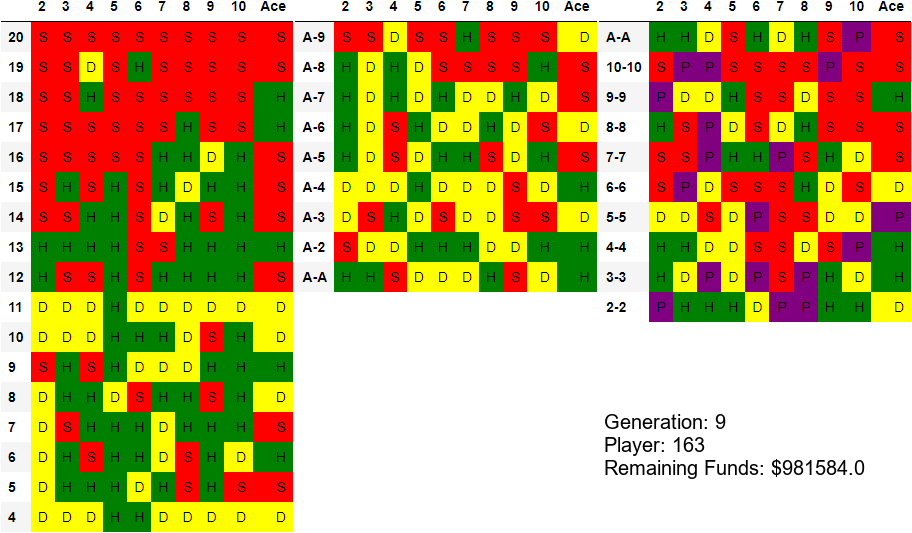 2 3 4 5 6 7 8 9 10 Ace
20 S S S S S S S S S S
19 S S D S H S S S S S
18 S S H S S S S S S H
17 S S S S S S H S S H
16 S S S S S H H D H S
15 S H S H S H D H H S
14 S S H H S D H S H S
13 H H H H S S H H H H
12 H S S H S H H H H S
11 D D D H D D D D D D
10 D D D H H H D S H D
9 S H S H D D D H H H
8 D H H D S H H S H D
7 D S H H H D H H H S
6 D H S H H D S H D H
5 D H H H D H S H S S
4 D D D H H D D D D D
2 3 4 5 6 7 8 9 10 Ace
A-9 S S D S S H S S S D
A-8 H D H D S S S S H S
A-7 H D H D H D D H D S
A-6 H D S H D D H D S D
A-5 H D S D H H S D H S
A-4 D D D H D D D S D H
A-3 D S H D S D D S S D
A-2 S D D H H H D D H H
A-A H H S D D D H S D H
2 3 4 5 6 7 8 9 10 Ace
A-A H H D S H D H S P S
10-10 S P P S S S S P S S
9-9 P D D H S S D S S H
8-8 H S P D S D H S S S
7-7 S S P H H P S H D S
6-6 S P D S S S H D S D
5-5 D D S D P S S D D P
4-4 H H D D S S D S P H
3-3 H D P D P S P H D H
2-2 P H H H D P P H H D
Generation: 9
Player: 163
Remaining Funds: $981584.0